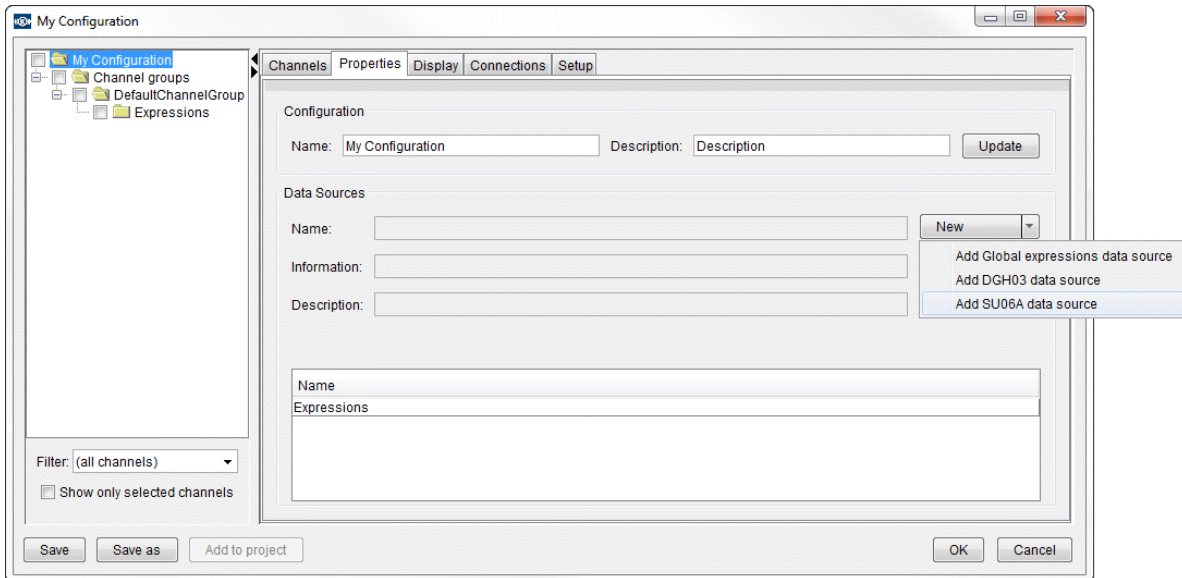 My Configuration
My Configuration
Channel groups
DefaultChannelGroup
Expressions
Filter: (all channels)
Show only selected channels
Channels Properties Display Connections Setup
Configuration
Name: My Configuration Description: Description Update
Data Sources
Name: New
Information:
Description:
Add Global expressions data source
Add DGH03 data source
Add SU06A data source
Name
Expressions
Save Save as Add to project OK Cancel